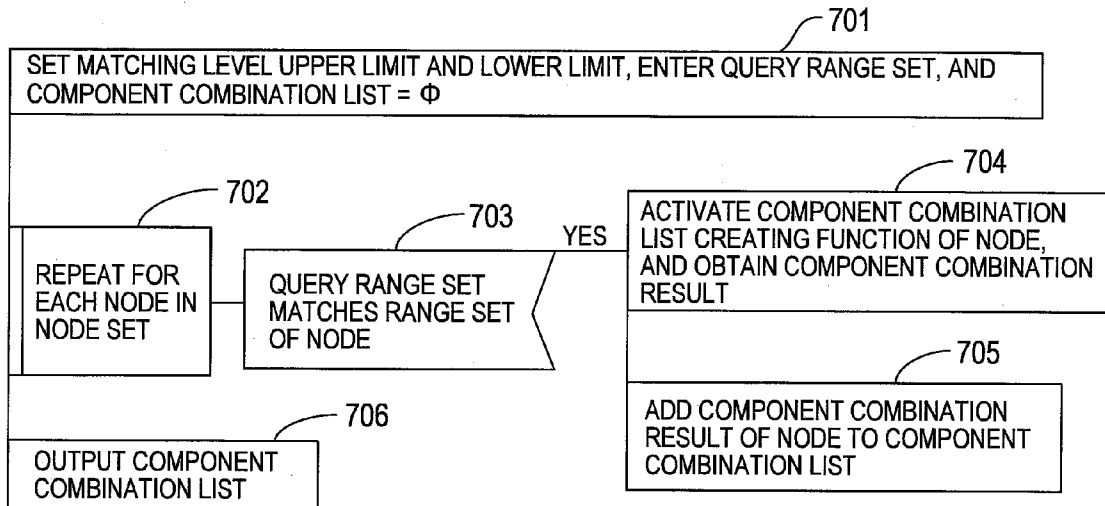 701
SET MATCHING LEVEL UPPER LIMIT AND LOWER LIMIT, ENTER QUERY RANGE SET, AND
COMPONENT COMBINATION LIST = Φ
702
REPEAT FOR
EACH NODE IN
NODE SET
703
QUERY RANGE SET
MATCHES RANGE SET
OF NODE
YES
704
ACTIVATE COMPONENT COMBINATION
LIST CREATING FUNCTION OF NODE,
AND OBTAIN COMPONENT COMBINATION
RESULT
705
ADD COMPONENT COMBINATION
RESULT OF NODE TO COMPONENT
COMBINATION LIST
706
OUTPUT COMPONENT
COMBINATION LIST